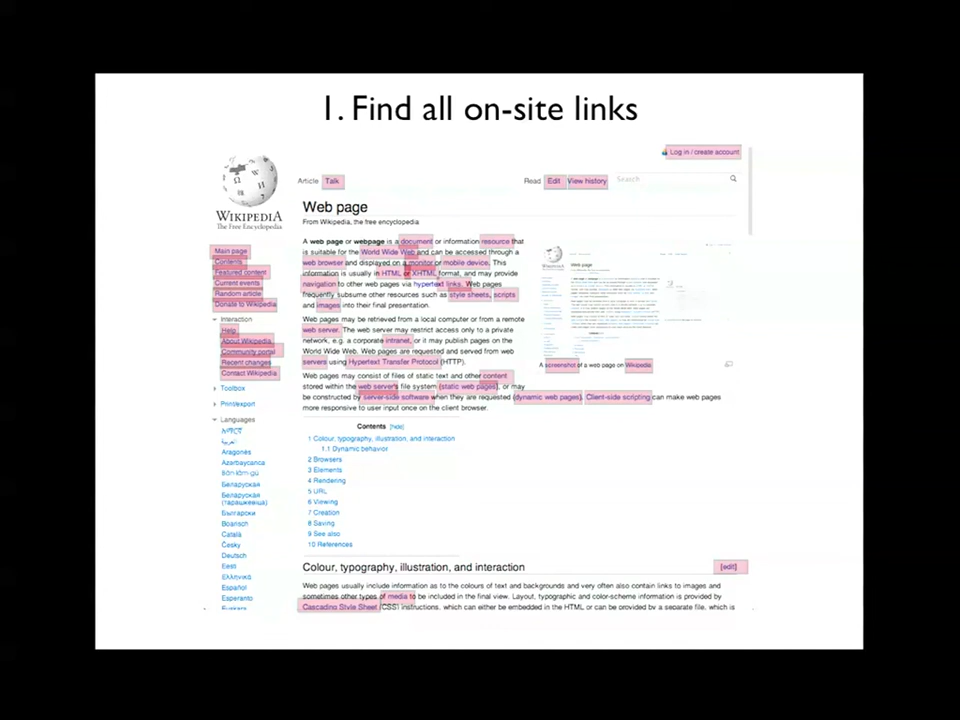 1. Find all on-site links
Log in / create account
Article Talk
Read Edit View history
Search
WIKIPEDIA
The Free Encyclopedia
Web page
From Wikipedia, the free encyclopedia
Main page
Contents
Featured content
Current events
Random article
Donate to Wikipedia
Interaction
Help
About Wikipedia
Community portal
Recent changes
Contact Wikipedia
Toolbox
Print/export
Languages
አማርኛ
العربية
Aragonés
Azərbaycanca
Bân-lâm-gú
Беларуская
Беларуская
(тарашкевіца)
Български
Boarisch
Català
Česky
Deutsch
Eesti
Ελληνικά
Español
Esperanto
Euskara
A web page or webpage is a document or information resource that
is suitable for the World Wide Web and can be accessed through a
web browser and displayed on a monitor or mobile device. This
information is usually in HTML or XHTML format, and may provide
navigation to other web pages via hypertext links. Web pages
frequently subsume other resources such as style sheets, scripts
and images into their final presentation.
Web pages may be retrieved from a local computer or from a remote
web server. The web server may restrict access only to a private
network, e.g. a corporate intranet, or it may publish pages on the
World Wide Web. Web pages are requested and served from web
servers using Hypertext Transfer Protocol (HTTP).
A screenshot of a web page on Wikipedia
Web pages may consist of files of static text and other content
stored within the web server's file system (static web pages), or may
be constructed by server-side software when they are requested (dynamic web pages). Client-side scripting can make web pages
more responsive to user input once on the client browser.
Contents [hide]
1 Colour, typography, illustration, and interaction
1.1 Dynamic behavior
2 Browsers
3 Elements
4 Rendering
5 URL
6 Viewing
7 Creation
8 Saving
9 See also
10 References
Colour, typography, illustration, and interaction [edit]
Web pages usually include information as to the colours of text and backgrounds and very often also contain links to images and
sometimes other types of media to be included in the final view. Layout, typographic and color-scheme information is provided by
Cascading Style Sheet (CSS) instructions, which can either be embedded in the HTML or can be provided by a separate file, which is